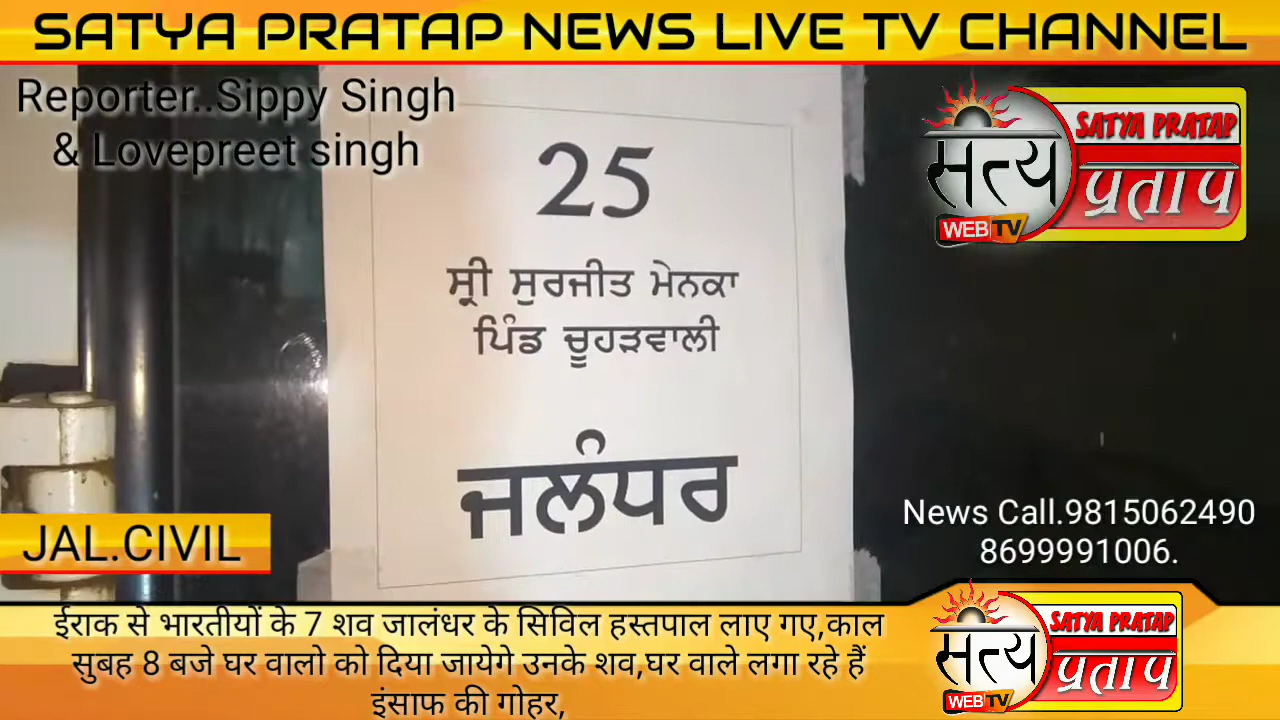 SATYA PRATAP NEWS LIVE TV CHANNEL
Reporter..Sippy Singh
& Lovepreet singh
SATYA PRATAP
सत्य
प्रताप
WEB TV
25
ਸ਼੍ਰੀ ਸੁਰਜੀਤ ਮੇਨਕਾ
ਪਿੰਡ ਚੂਹੜਵਾਲੀ
ਜਲੰਧਰ
News Call.9815062490
8699991006.
JAL.CIVIL
ईराक से भारतीयों के 7 शव जालंधर के सिविल हस्तपाल लाए गए,काल
सुबह 8 बजे घर वालो को दिया जायेगे उनके शव,घर वाले लगा रहे हैं
इंसाफ की गोहर,
SATYA PRATAP
सत्य
प्रताप
WEB TV